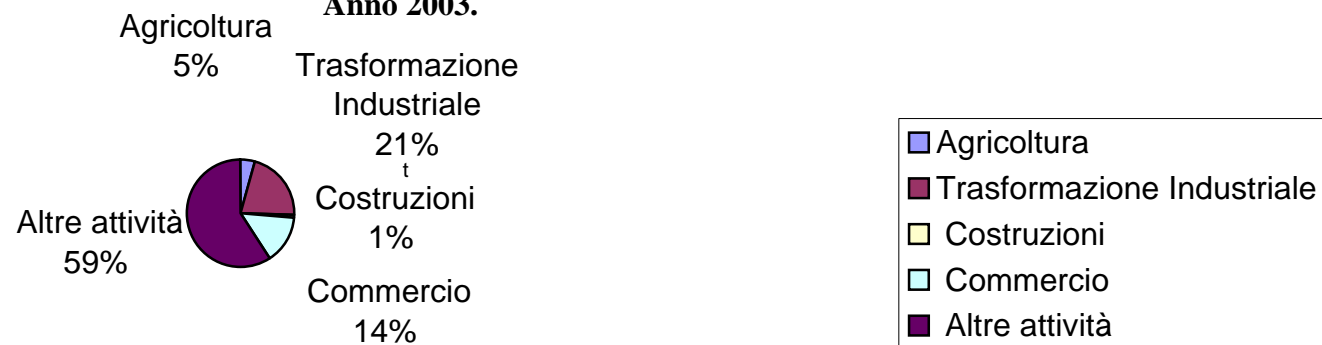 Anno 2003.
Agricoltura
5%
Trasformazione
Industriale
21%
t
Costruzioni
1%
Altre attività
59%
Commercio
14%
Agricoltura
Trasformazione Industriale
Costruzioni
Commercio
Altre attività